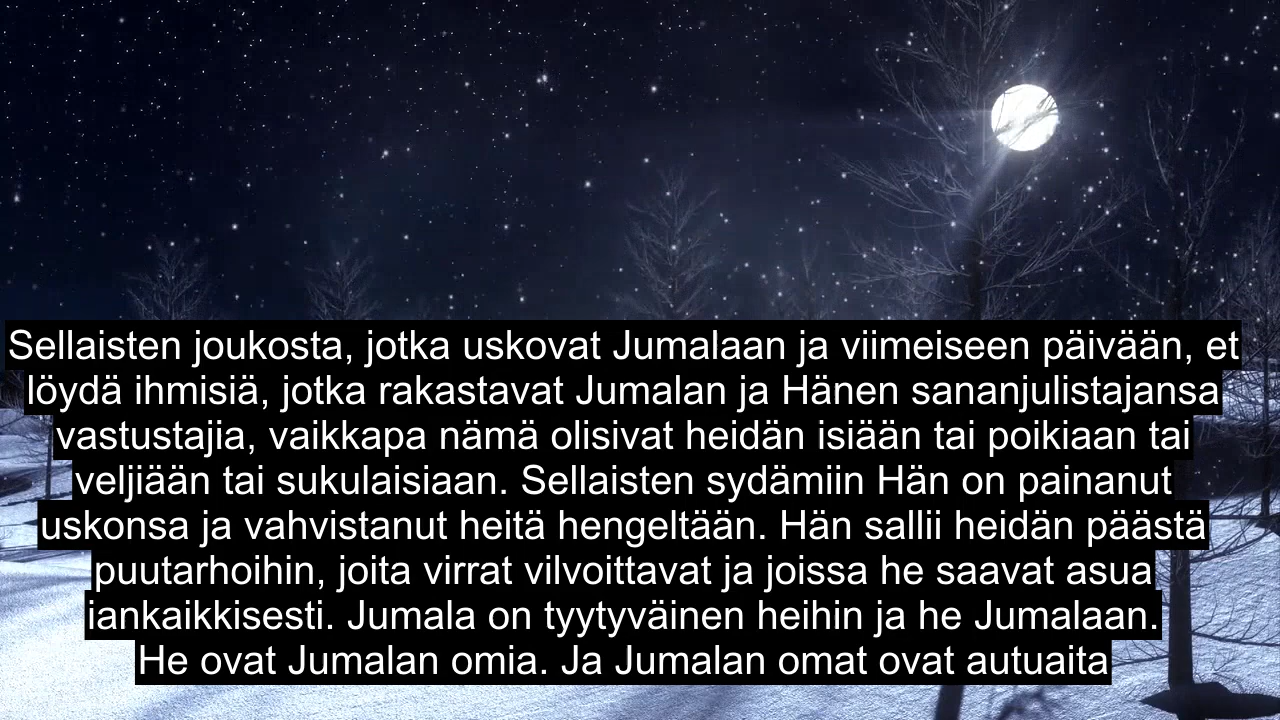 Sellaisten joukosta, jotka uskovat Jumalaan ja viimeiseen päivään, et
löydä ihmisiä, jotka rakastavat Jumalan ja Hänen sananjulistajansa
vastustajia, vaikkapa nämä olisivat heidän isiään tai poikiaan tai
veljiään tai sukulaisiaan. Sellaisten sydämiin Hän on painanut
uskonsa ja vahvistanut heitä hengeltään. Hän sallii heidän päästä
puutarhoihin, joita virrat vilvoittavat ja joissa he saavat asua
iankaikkisesti. Jumala on tyytyväinen heihin ja he Jumalaan.
He ovat Jumalan omia. Ja Jumalan omat ovat autuaita